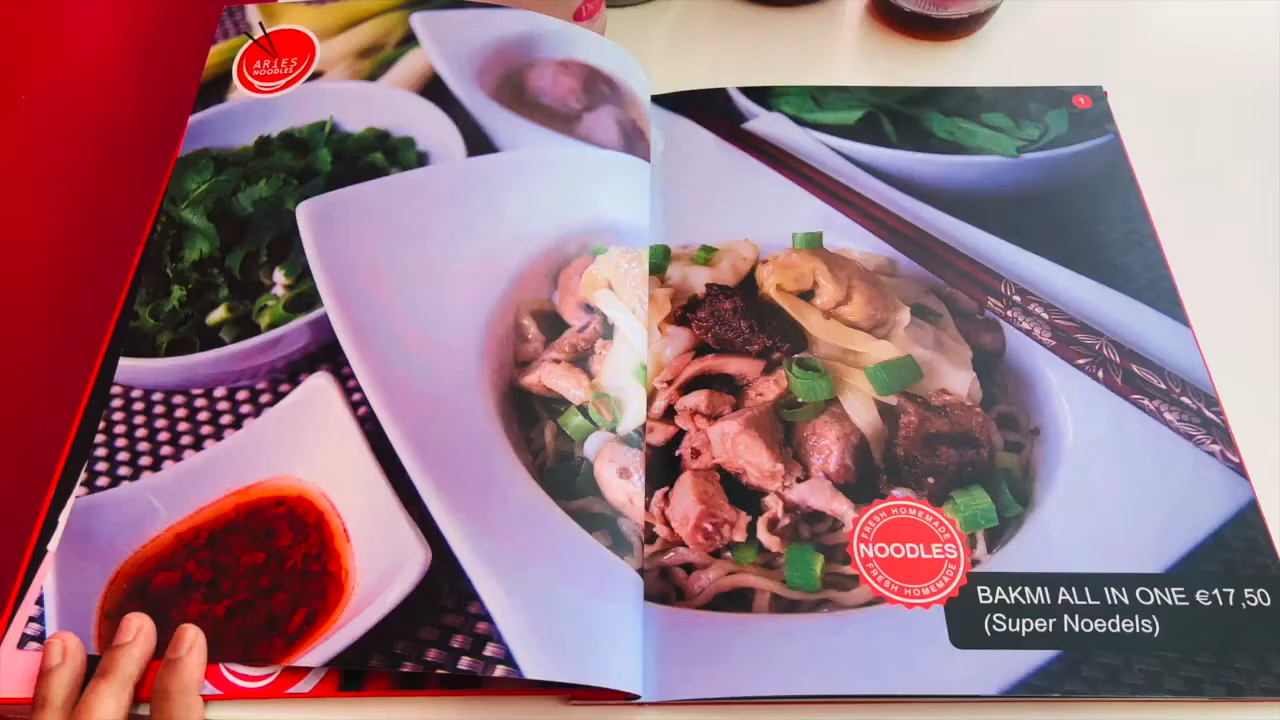 ARiES
NOODLES
1
FRESH HOMEMADE
NOODLES
FRESH HOMEMADE
BAKMI ALL IN ONE €17,50
(Super Noedels)